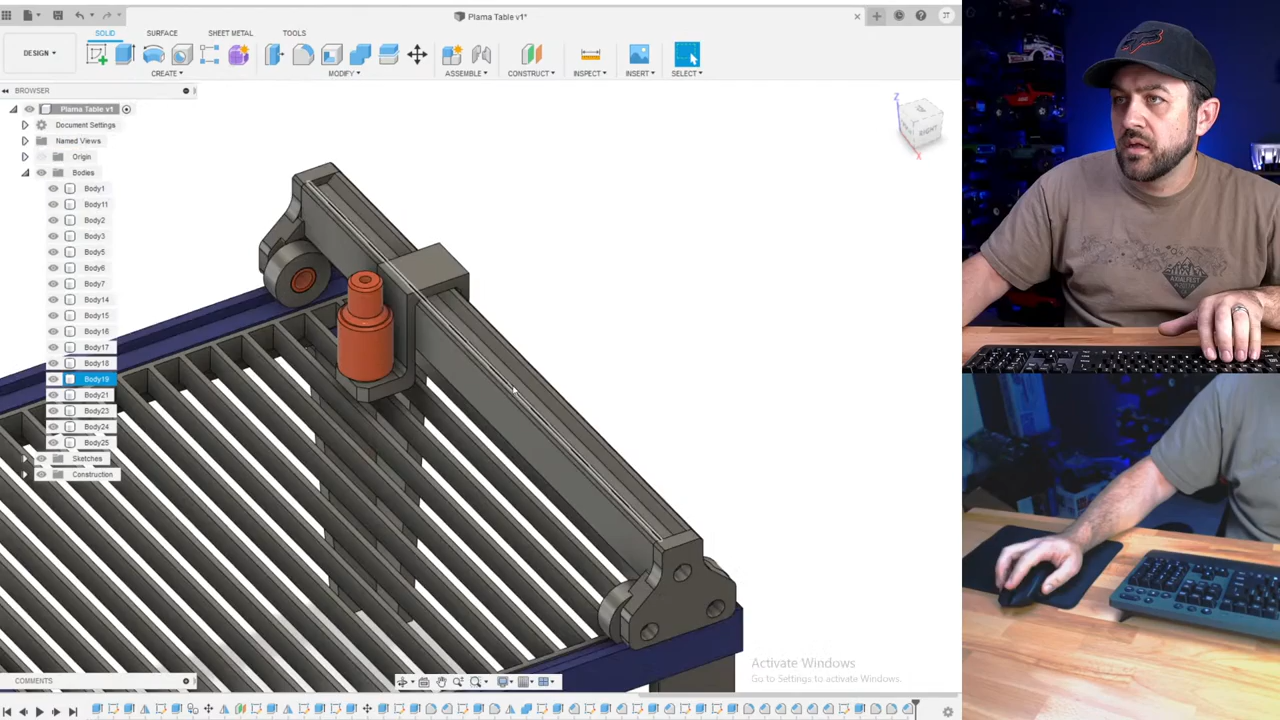 Plama Table v1*
JT
DESIGN
SOLID
SURFACE
SHEET METAL
TOOLS
CREATE
MODIFY
ASSEMBLE
CONSTRUCT
INSPECT
INSERT
SELECT
BROWSER
Plama Table v1
Document Settings
Named Views
Origin
Bodies
Body1
Body11
Body2
Body3
Body5
Body6
Body7
Body14
Body15
Body16
Body17
Body18
Body19
Body21
Body23
Body24
Body25
Sketches
Construction
Z
X
RIGHT
COMMENTS
Activate Windows
Go to Settings to activate Windows.